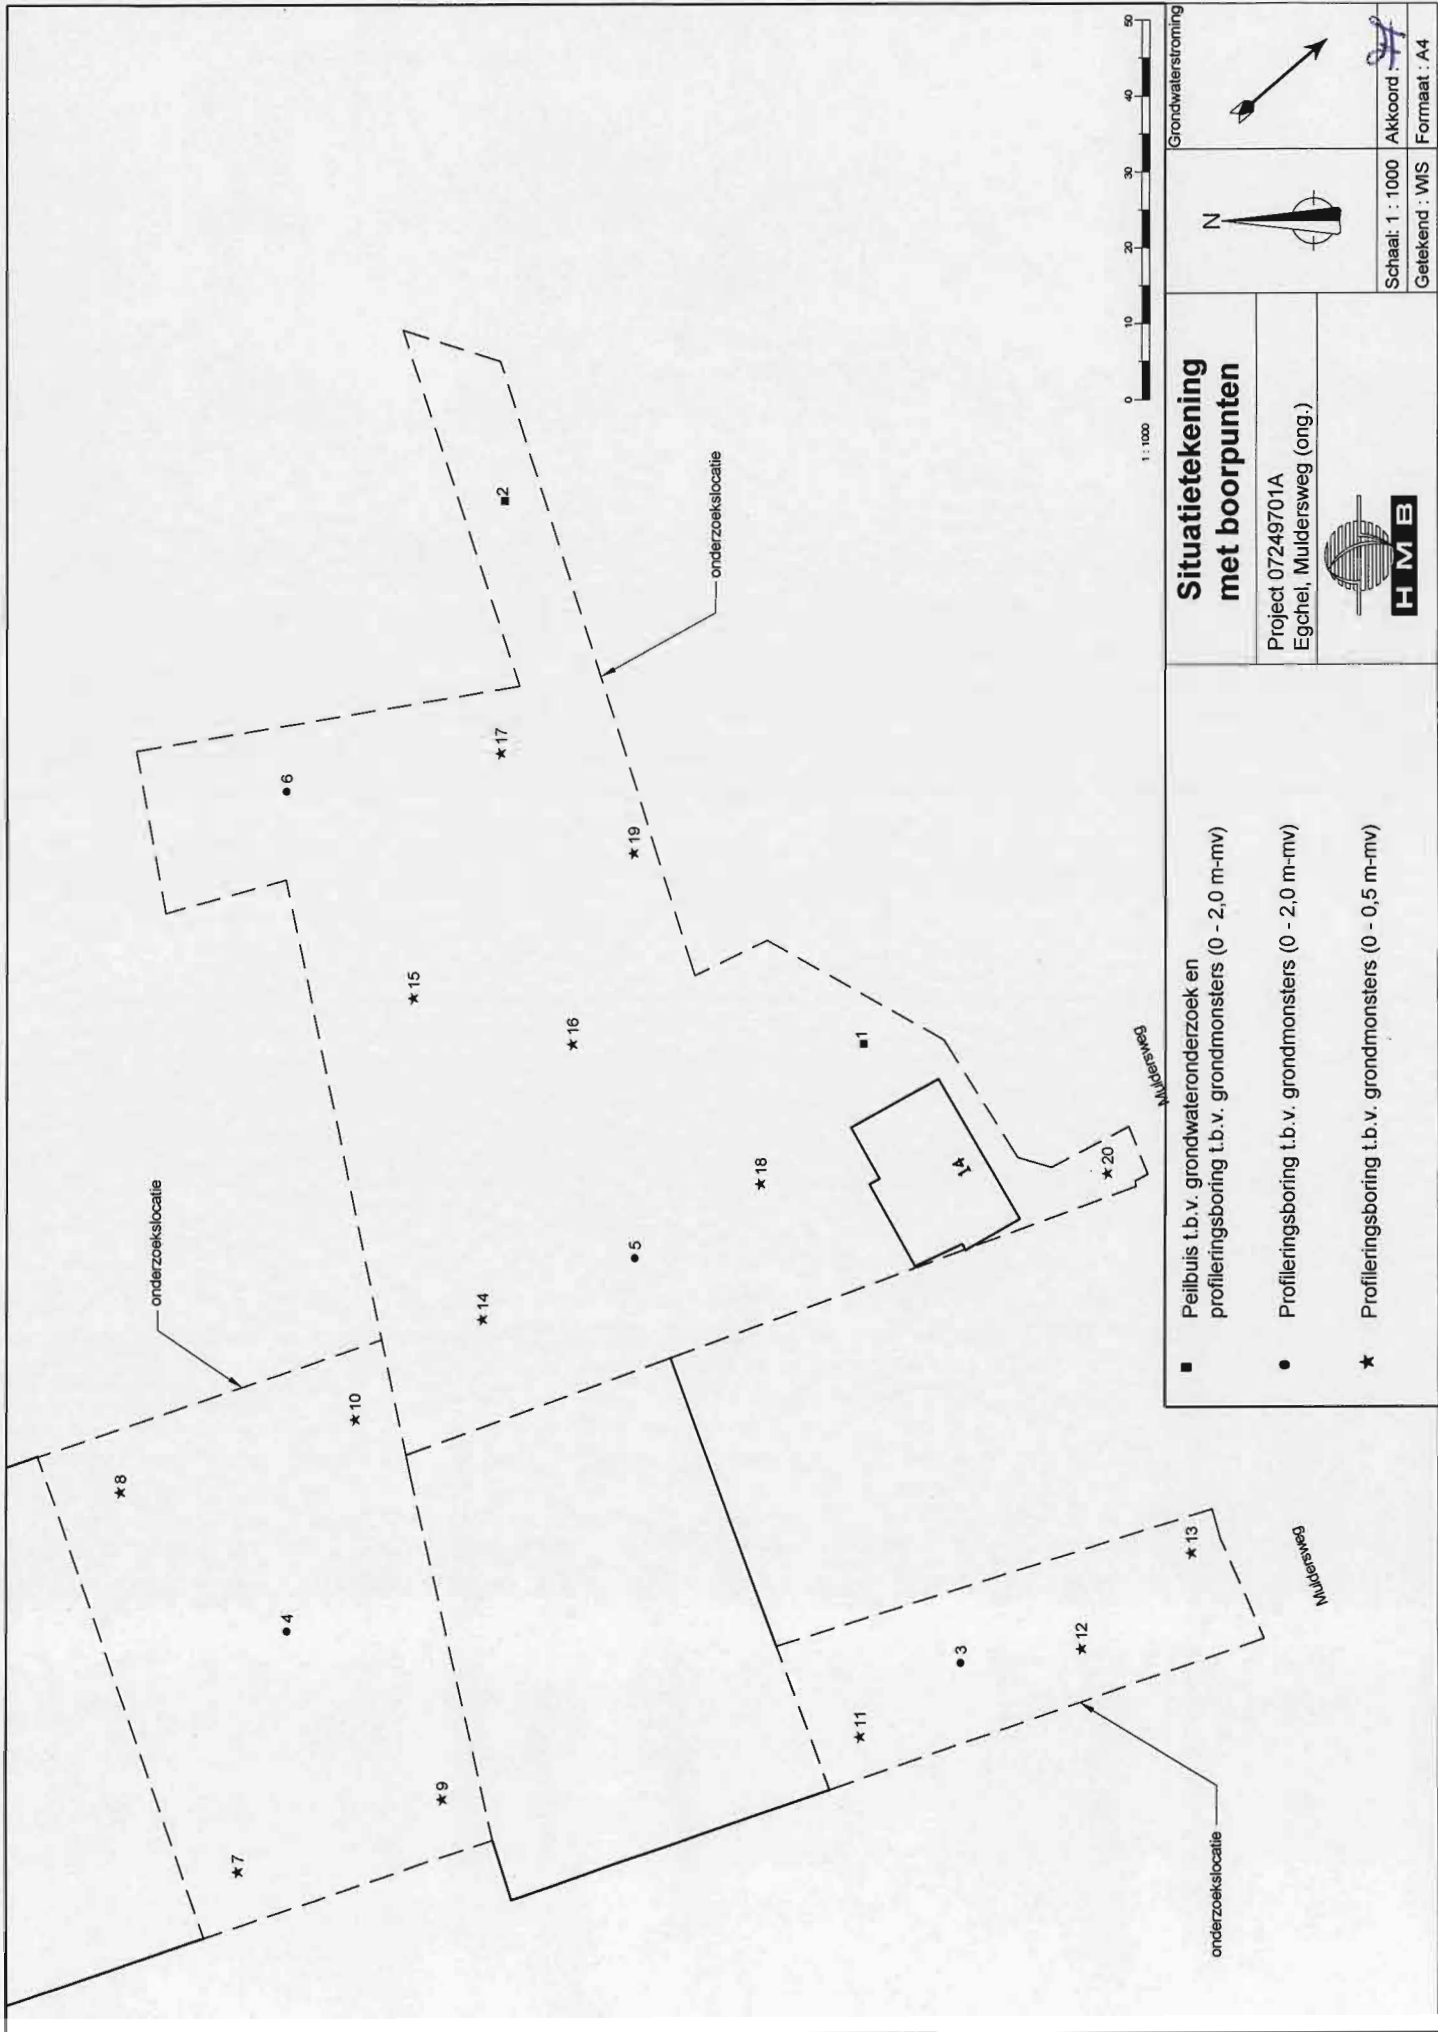 onderzoekslocatie
8
7
4
10
9
6
15
14
17
2
16
5
19
onderzoekslocatie
18
1
1A
11
3
12
20
Muldersweg
13
Muldersweg
onderzoekslocatie
1 : 1000
0 10 20 30 40 50
Peilbuis t.b.v. grondwateronderzoek en
profileringsboring t.b.v. grondmonsters (0 - 2,0 m-mv)
Profileringsboring t.b.v. grondmonsters (0 - 2,0 m-mv)
Profileringsboring t.b.v. grondmonsters (0 - 0,5 m-mv)
Situatietekening
met boorpunten
Project 07249701A
Egchel, Muldersweg (ong.)
HMB
N
Grondwaterstroming
Schaal: 1 : 1000
Akkoord :
Getekend : WIS
Formaat : A4